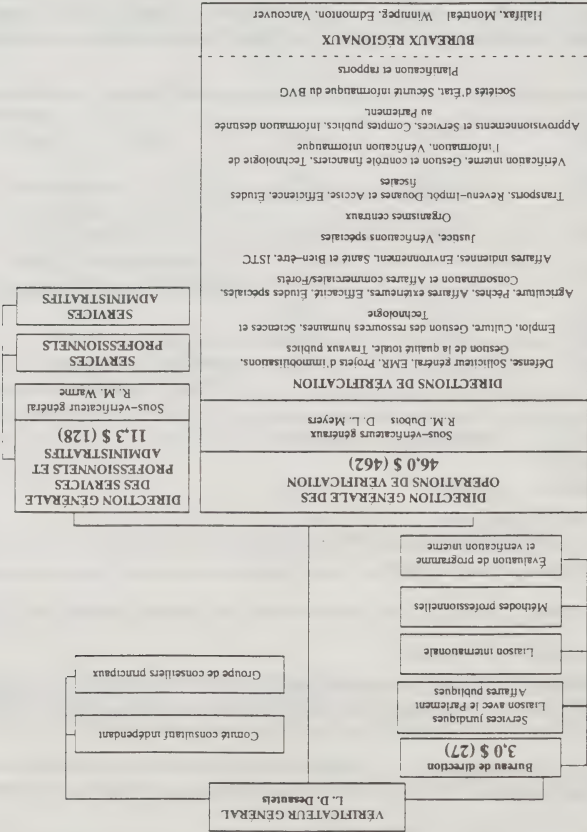 VÉRIFICATEUR GÉNÉRAL
L. D. Desautels
Bureau de direction
3,0 $ (27)
Services juridiques
Liaison avec le Parlement
Affaires publiques
Liaison internationale
Méthodes professionnelles
Évaluation de programme
et vérification interne
Comité consultatif indépendant
Groupe de conseillers principaux
DIRECTION GÉNÉRALE DES
OPÉRATIONS DE VÉRIFICATION
46,0 $ (462)
Sous-vérificateurs généraux
R.M. Dubois D. L. Meyers
DIRECTIONS DE VÉRIFICATION
Défense, Solliciteur général, EMR, Projets d'immobilisations,
Gestion de la qualité totale, Travaux publics
Emploi, Culture, Gestion des ressources humaines, Sciences et
Technologie
Agriculture, Pêches, Affaires extérieures, Efficacité, Études spéciales,
Consommation et Affaires commerciales/Forêts
Affaires indiennes, Environnement, Santé et Bien-être, ISTC
Justice, Vérifications spéciales
Organismes centraux
Transports, Revenu-Impôt, Douanes et Accise, Efficience, Études
fiscales
Vérification interne, Gestion et contrôle financiers, Technologie de
l'information, Vérification informatique
Approvisionnements et Services, Comptes publics, Information destinée
au Parlement,
Sociétés d'État, Sécurité informatique du BVG
Planification et rapports
BUREAUX RÉGIONAUX
Halifax, Montréal Winnipeg, Edmonton, Vancouver
DIRECTION GÉNÉRALE
DES SERVICES
PROFESSIONNELS ET
ADMINISTRATIFS
11,3 $ (128)
Sous-vérificateur général
R. M. Warme
SERVICES
PROFESSIONNELS
SERVICES
ADMINISTRATIFS